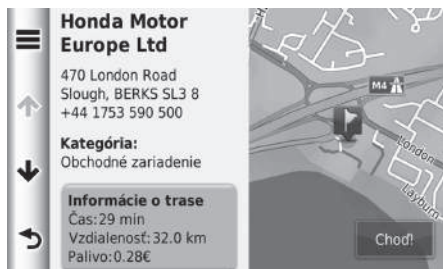 Honda Motor
Europe Ltd
470 London Road
Slough, BERKS SL3 8
+44 1753 590 500
Kategória:
Obchodné zariadenie
Informácie o trase
Čas:29 min
Vzdialenosť:32.0 km
Palivo:0.28€
M4
London
Layburn
Choď!